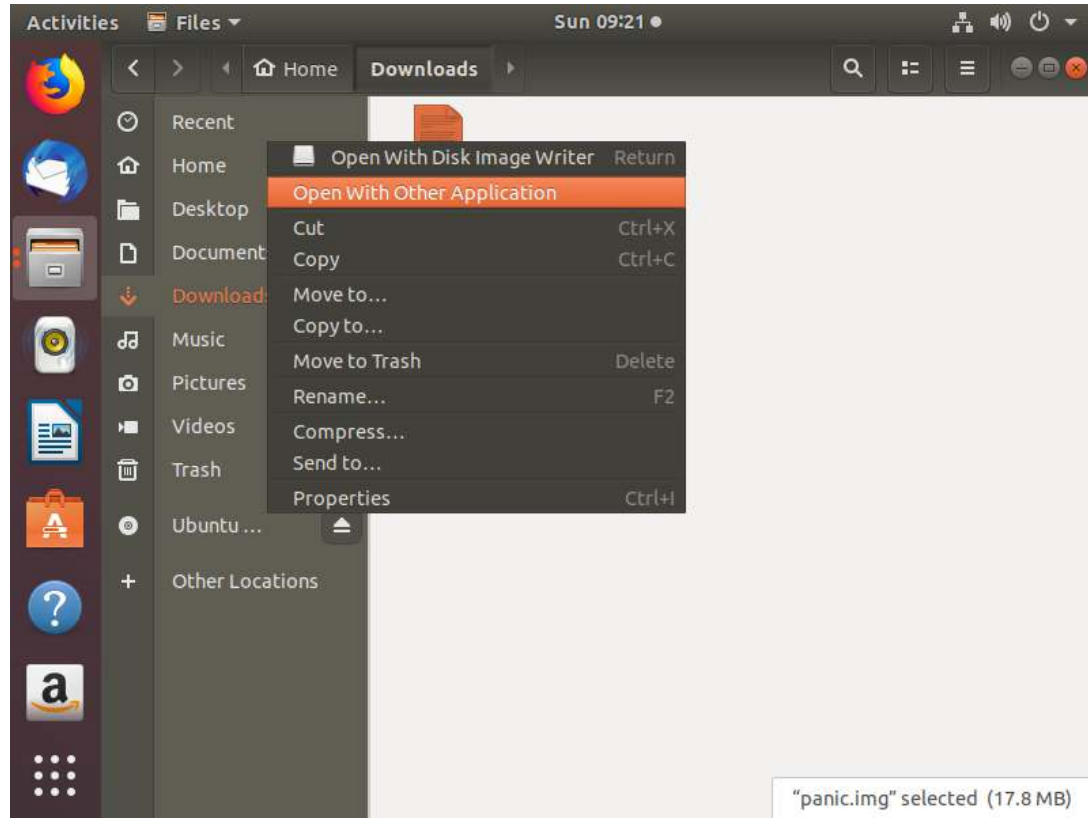 Activities Files Sun 09:21
Home Downloads
Recent
Home
Desktop
Document
Download
Music
Pictures
Videos
Trash
Ubuntu ...
Other Locations
Open With Disk Image Writer Return
Open With Other Application
Cut Ctrl+X
Copy Ctrl+C
Move to...
Copy to...
Move to Trash Delete
Rename... F2
Compress...
Send to...
Properties Ctrl+I
a
"panic.img" selected (17.8 MB)